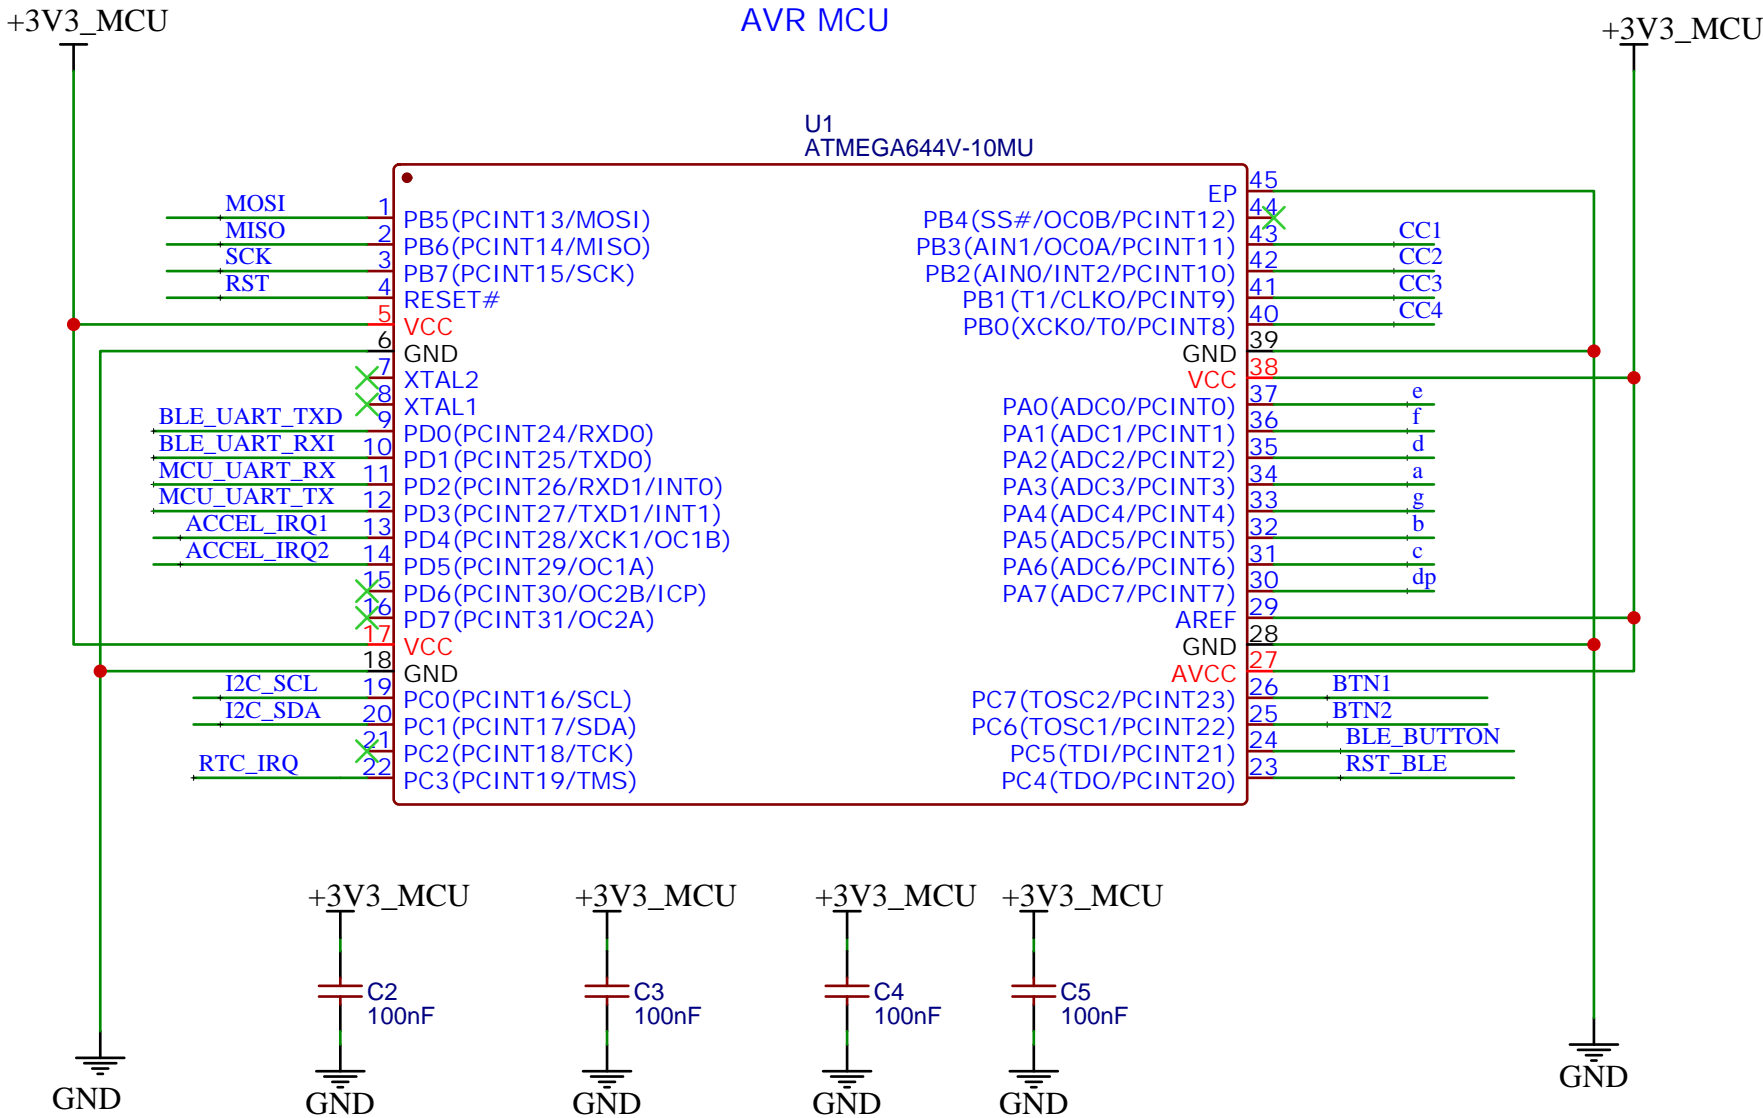 AVR MCU
+3V3_MCU
+3V3_MCU
U1
ATMEGA644V-10MU
MOSI 1 PB5(PCINT13/MOSI)
MISO 2 PB6(PCINT14/MISO)
SCK 3 PB7(PCINT15/SCK)
RST 4 RESET#
5 VCC
6 GND
7 XTAL2
8 XTAL1
BLE_UART_TXD 9 PD0(PCINT24/RXD0)
BLE_UART_RXI 10 PD1(PCINT25/TXD0)
MCU_UART_RX 11 PD2(PCINT26/RXD1/INT0)
MCU_UART_TX 12 PD3(PCINT27/TXD1/INT1)
ACCEL_IRQ1 13 PD4(PCINT28/XCK1/OC1B)
ACCEL_IRQ2 14 PD5(PCINT29/OC1A)
15 PD6(PCINT30/OC2B/ICP)
16 PD7(PCINT31/OC2A)
17 VCC
18 GND
I2C_SCL 19 PC0(PCINT16/SCL)
I2C_SDA 20 PC1(PCINT17/SDA)
21 PC2(PCINT18/TCK)
RTC_IRQ 22 PC3(PCINT19/TMS)
EP 45
PB4(SS#/OC0B/PCINT12) 44
PB3(AIN1/OC0A/PCINT11) 43 CC1
PB2(AIN0/INT2/PCINT10) 42 CC2
PB1(T1/CLKO/PCINT9) 41 CC3
PB0(XCK0/T0/PCINT8) 40 CC4
GND 39
VCC 38
PA0(ADC0/PCINT0) 37 e
PA1(ADC1/PCINT1) 36 f
PA2(ADC2/PCINT2) 35 d
PA3(ADC3/PCINT3) 34 a
PA4(ADC4/PCINT4) 33 g
PA5(ADC5/PCINT5) 32 b
PA6(ADC6/PCINT6) 31 c
PA7(ADC7/PCINT7) 30 dp
AREF 29
GND 28
AVCC 27
PC7(TOSC2/PCINT23) 26 BTN1
PC6(TOSC1/PCINT22) 25 BTN2
PC5(TDI/PCINT21) 24 BLE_BUTTON
PC4(TDO/PCINT20) 23 RST_BLE
+3V3_MCU +3V3_MCU +3V3_MCU +3V3_MCU
C2 C3 C4 C5
100nF 100nF 100nF 100nF
GND GND GND GND GND GND